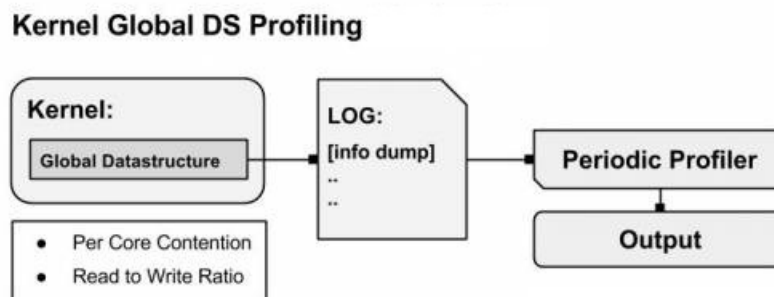 Kernel Global DS Profiling
Kernel:
Global Datastructure
LOG:
[info dump]
..
..
Periodic Profiler
Output
● Per Core Contention
● Read to Write Ratio